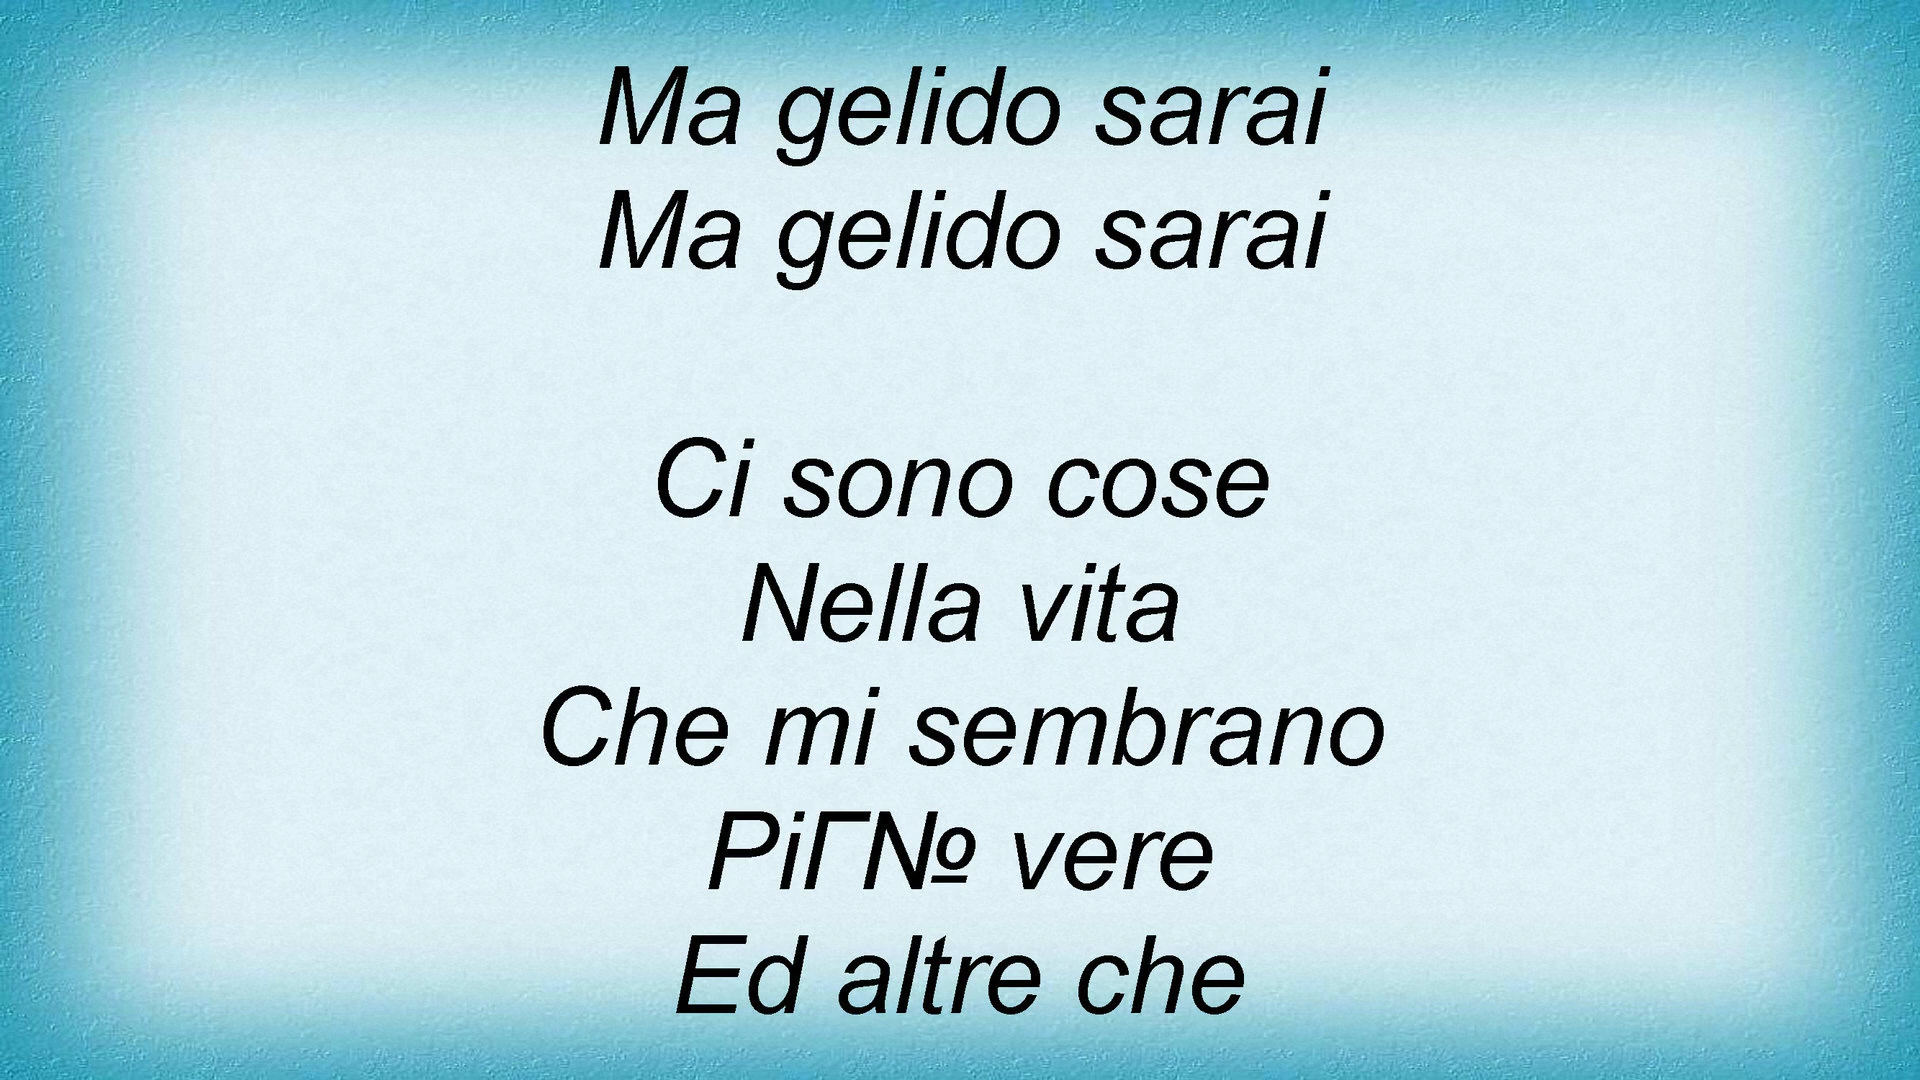 Ma gelido sarai
Ma gelido sarai
Ci sono cose
Nella vita
Che mi sembrano
PiГ№ vere
Ed altre che